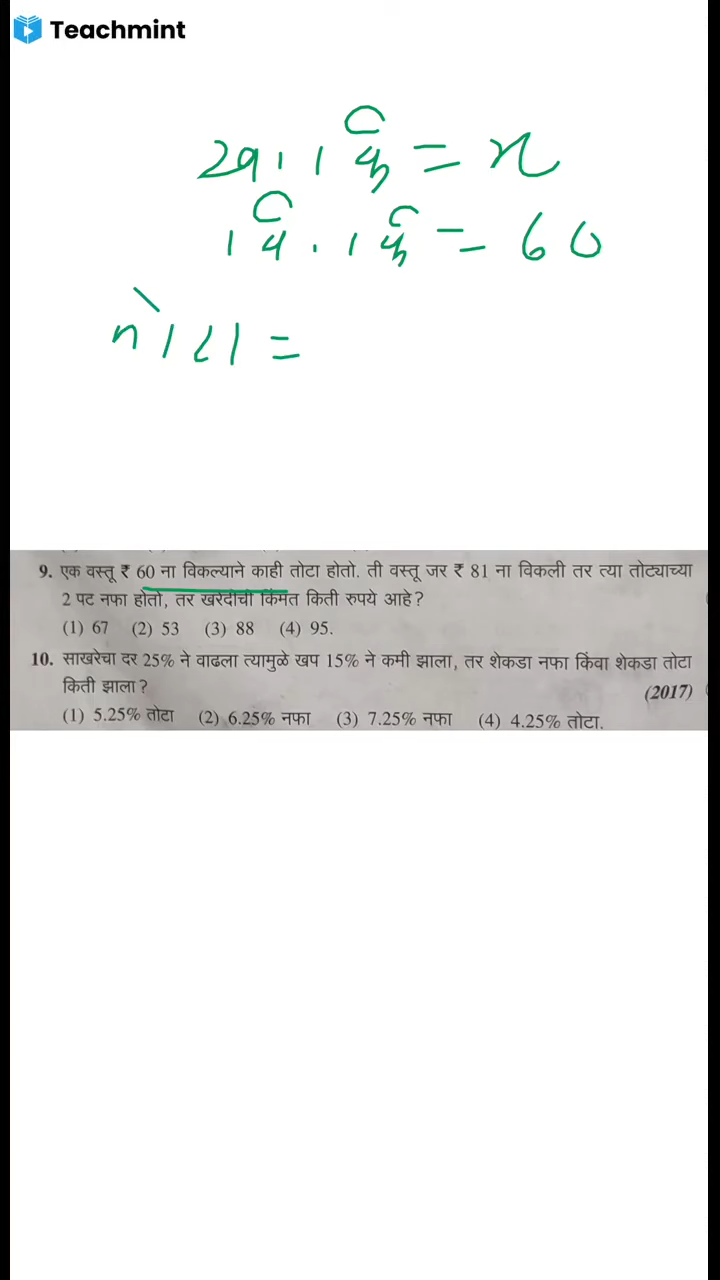 Teachmint
ख. किं = x
वि. किं = 60
तोटा =
9. एक वस्तू ₹ 60 ना विकल्याने काही तोटा होतो. ती वस्तू जर ₹ 81 ना विकली तर त्या तोट्याच्या
2 पट नफा होतो, तर खरेदीची किंमत किती रुपये आहे?
(1) 67 (2) 53 (3) 88 (4) 95.
10. साखरेचा दर 25% ने वाढला त्यामुळे खप 15% ने कमी झाला, तर शेकडा नफा किंवा शेकडा तोटा
किती झाला?
(2017)
(1) 5.25% तोटा (2) 6.25% नफा (3) 7.25% नफा (4) 4.25% तोटा.